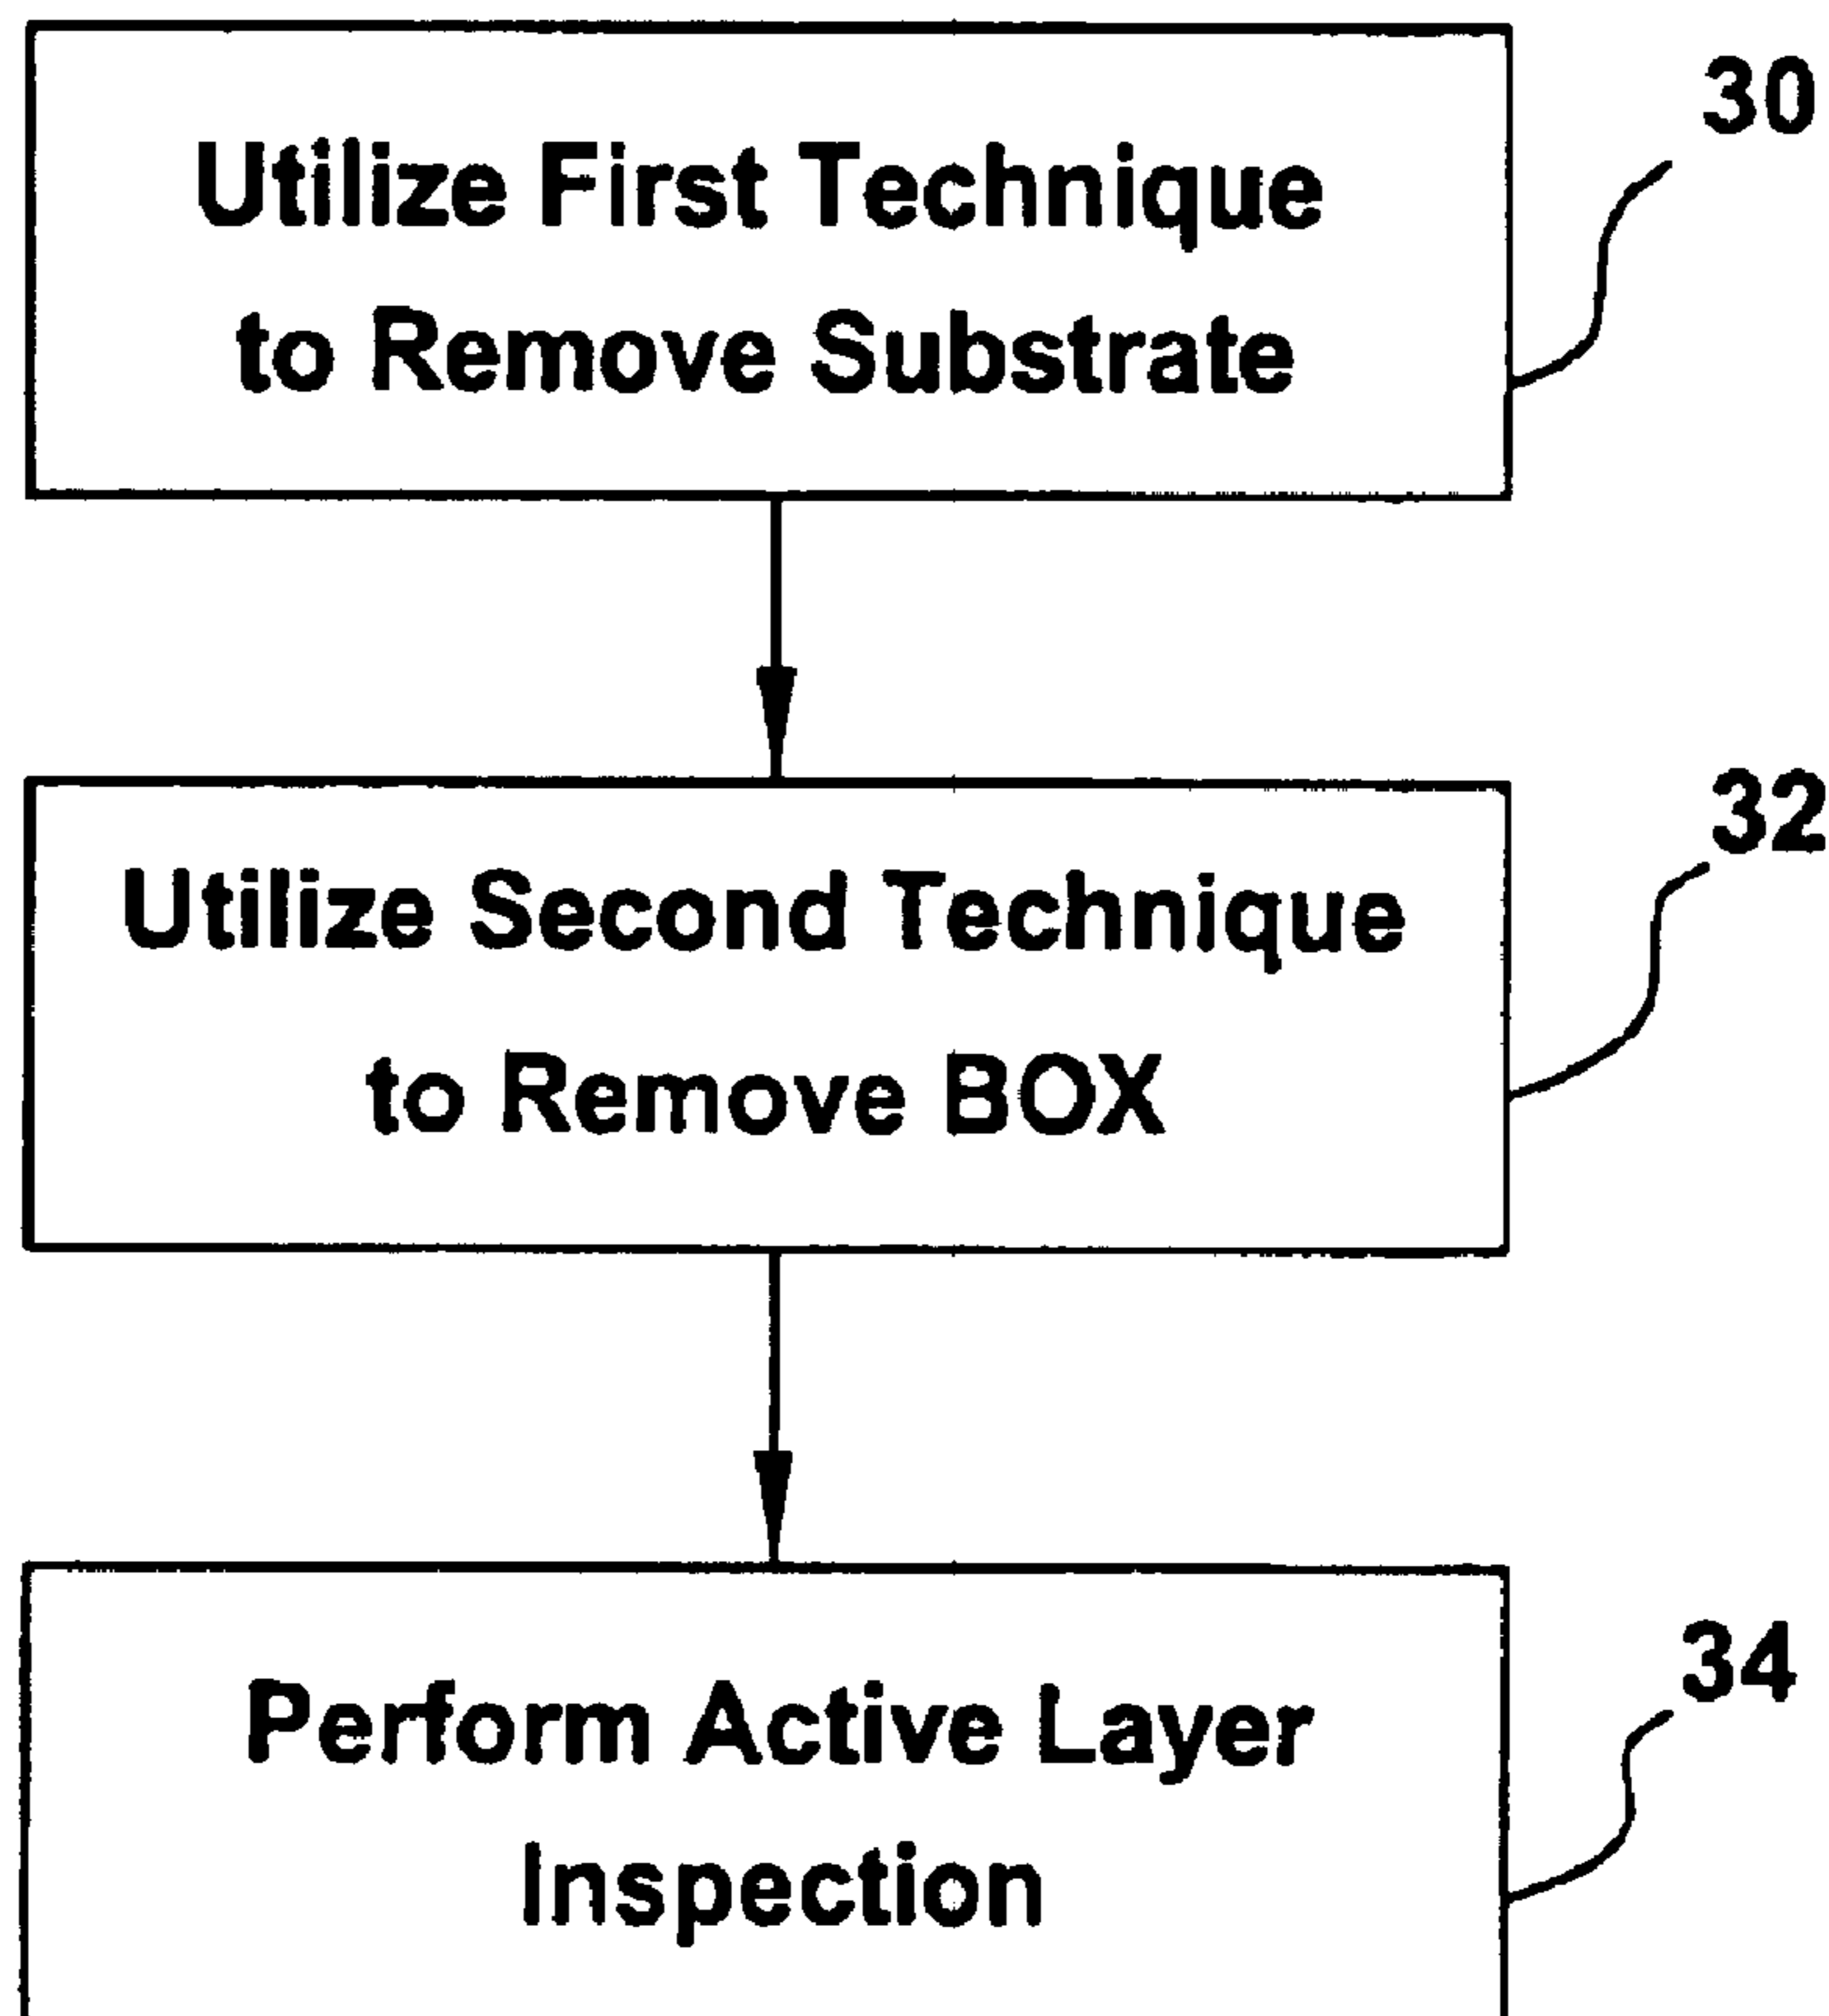 30
Utilize First Technique
to Remove Substrate
32
Utilize Second Technique
to Remove BOX
34
Perform Active Layer
Inspection